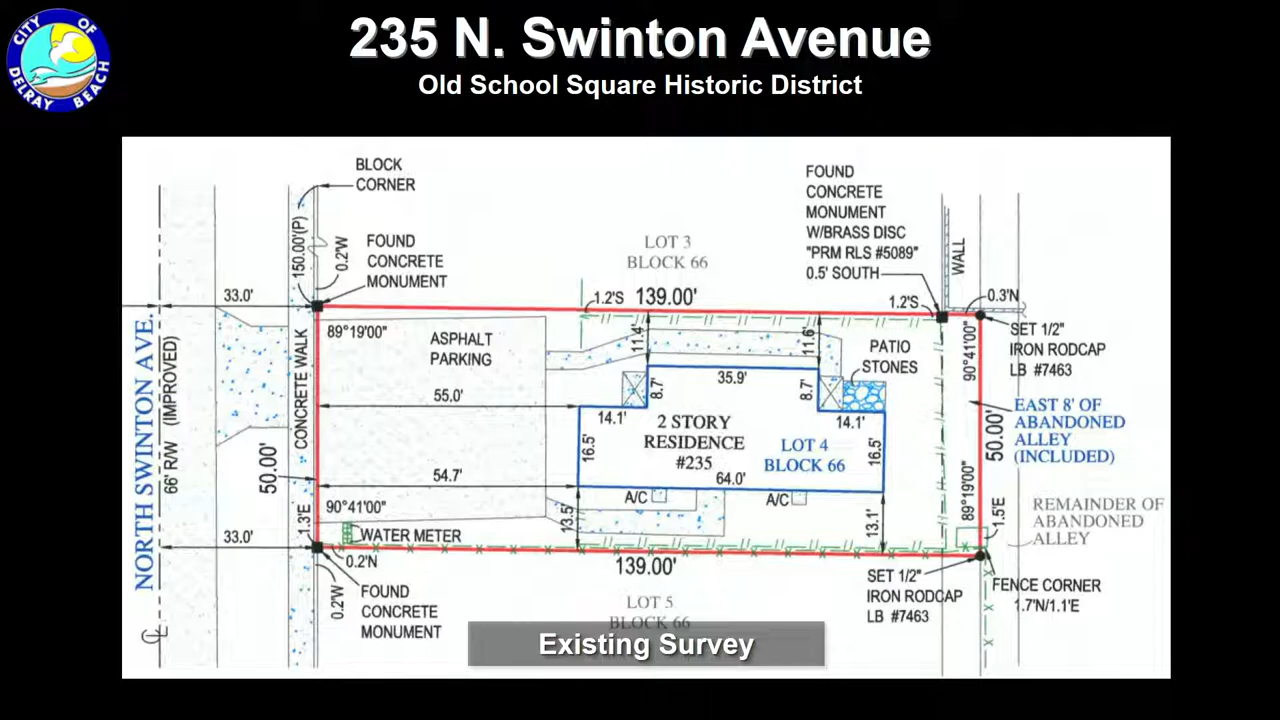 CITY OF
DELRAY BEACH
235 N. Swinton Avenue
Old School Square Historic District
BLOCK
CORNER
FOUND
CONCRETE
MONUMENT
W/BRASS DISC
"PRM RLS #5089"
0.5' SOUTH
150.00'(P)
0.2'W
FOUND
CONCRETE
MONUMENT
LOT 3
BLOCK 66
WALL
33.0'
1.2'S
139.00'
1.2'S
0.3'N
89°19'00"
ASPHALT
PARKING
11.4'
11.6'
PATIO
STONES
90°41'00"
SET 1/2"
IRON RODCAP
LB #7463
NORTH SWINTON AVE.
66' R/W (IMPROVED)
CONCRETE WALK
50.00'
55.0'
14.1'
8.7'
35.9'
8.7'
14.1'
16.5'
2 STORY
RESIDENCE
#235
LOT 4
BLOCK 66
16.5'
EAST 8' OF
ABANDONED
ALLEY
(INCLUDED)
50.00'
54.7'
64.0'
A/C
A/C
89°19'00"
90°41'00"
1.3'E
13.5'
13.1'
1.5'E
REMAINDER OF
ABANDONED
ALLEY
WATER METER
33.0'
0.2'N
139.00'
0.2'W
FOUND
CONCRETE
MONUMENT
LOT 5
BLOCK 66
SET 1/2"
IRON RODCAP
LB #7463
FENCE CORNER
1.7'N/1.1'E
CL
Existing Survey